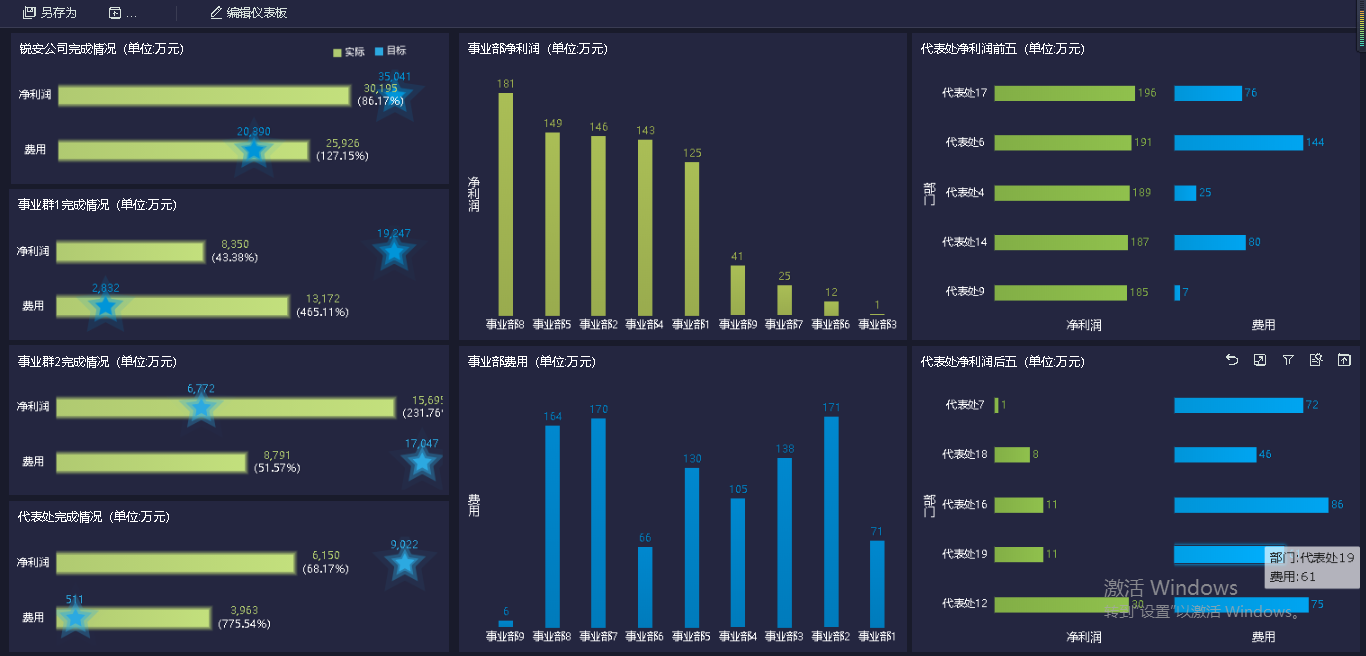 另存为 ... 编辑仪表板
锐安公司完成情况 (单位:万元)
实际 目标
净利润 35,041 30,195 (86.17%)
费用 20,390 25,926 (127.15%)
事业群1完成情况 (单位:万元)
净利润 8,350 (43.38%) 19,247
费用 2,832 13,172 (465.11%)
事业群2完成情况 (单位:万元)
净利润 6,772 15,695 (231.76%
费用 8,791 (51.57%) 17,047
代表处完成情况 (单位:万元)
净利润 6,150 (68.17%) 9,022
费用 511 3,963 (775.54%)
事业部净利润 (单位:万元)
净利润
181 149 146 143 125 41 25 12 1
事业部8 事业部5 事业部2 事业部4 事业部1 事业部9 事业部7 事业部6 事业部3
事业部费用 (单位:万元)
费用
6 164 170 66 130 105 138 171 71
事业部9 事业部8 事业部7 事业部6 事业部5 事业部4 事业部3 事业部2 事业部1
代表处净利润前五 (单位:万元)
部门
代表处17 196 76
代表处6 191 144
代表处4 189 25
代表处14 187 80
代表处9 185 7
净利润 费用
代表处净利润后五 (单位:万元)
部门
代表处7 1 72
代表处18 8 46
代表处16 11 86
代表处19 11
代表处12 30 75
净利润 费用
部门:代表处19
费用:61
激活 Windows
转到"设置"以激活 Windows。